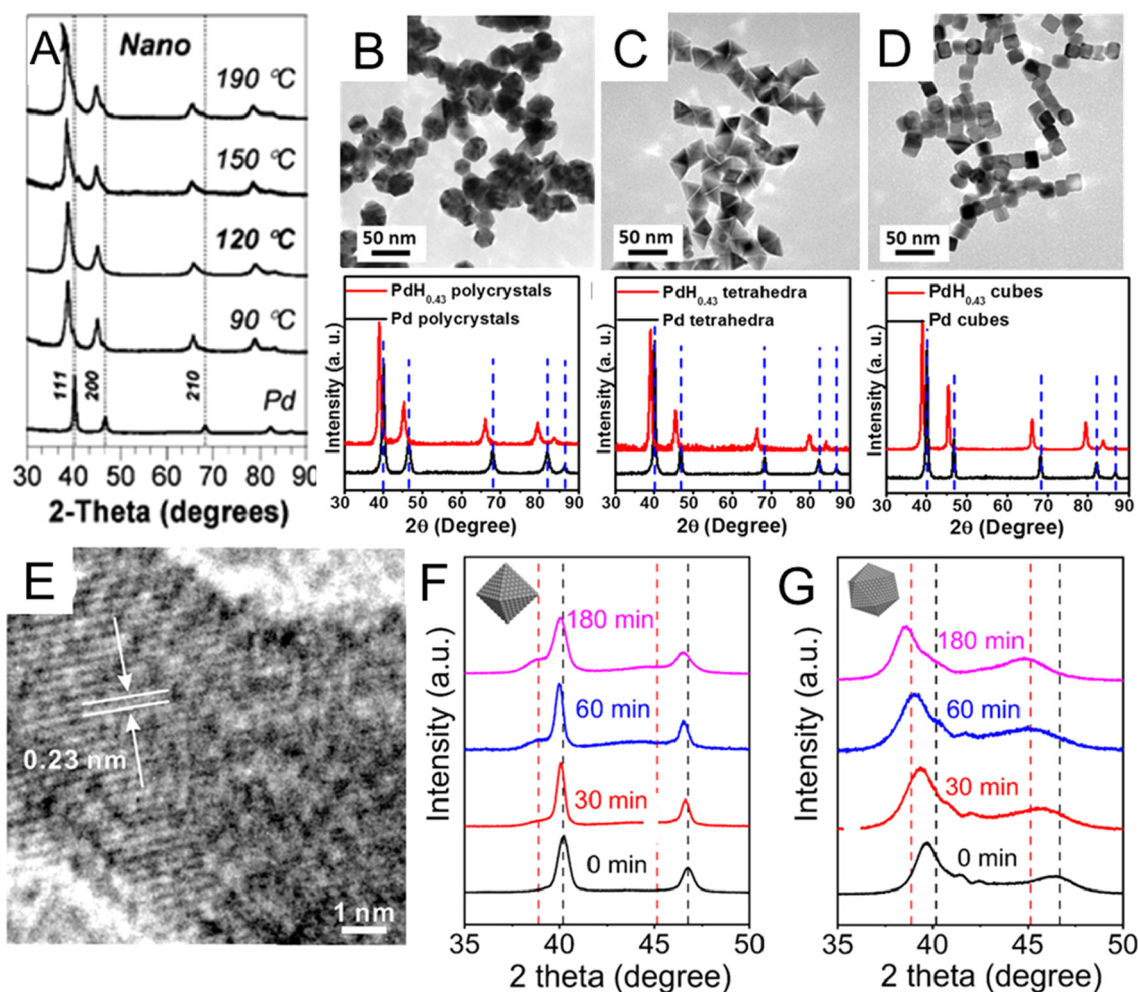 A
Nano
190 °C
150 °C
120 °C
90 °C
111
200
210
Pd
30 40 50 60 70 80 90
2-Theta (degrees)
B
50 nm
C
50 nm
D
50 nm
PdH0.43 polycrystals
Pd polycrystals
Intensity (a. u.)
30 40 50 60 70 80 90
2θ (Degree)
PdH0.43 tetrahedra
Pd tetrahedra
Intensity (a. u.)
30 40 50 60 70 80 90
2θ (Degree)
PdH0.43 cubes
Pd cubes
Intensity (a. u.)
30 40 50 60 70 80 90
2θ (Degree)
E
0.23 nm
1 nm
F
180 min
60 min
30 min
0 min
Intensity (a.u.)
35 40 45 50
2 theta (degree)
G
180 min
60 min
30 min
0 min
Intensity (a.u.)
35 40 45 50
2 theta (degree)